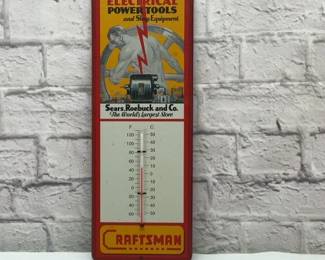 ELECTRICAL
POWER TOOLS
and Shop Equipment
Sears, Roebuck and Co.
The World's Largest Store
F C
CRAFTSMAN